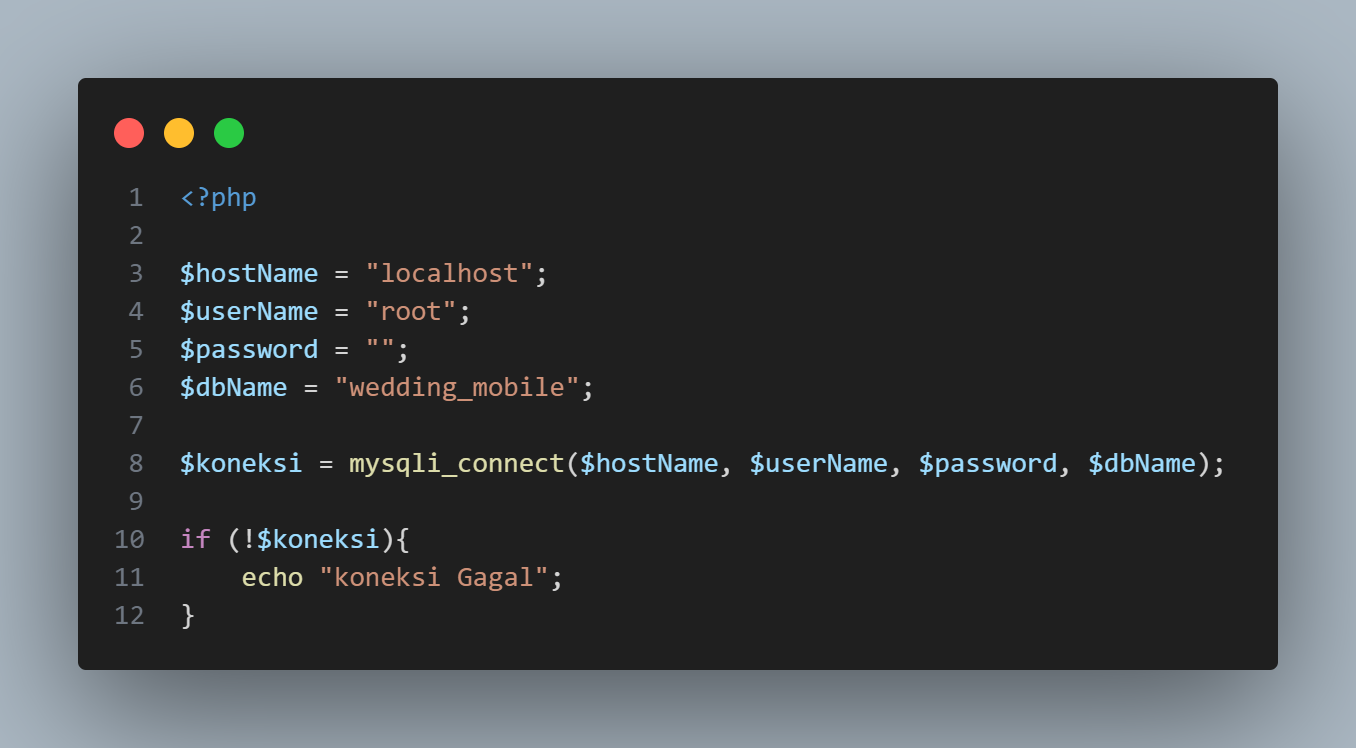 1 <?php
2
3 $hostName = "localhost";
4 $userName = "root";
5 $password = "";
6 $dbName = "wedding_mobile";
7
8 $koneksi = mysqli_connect($hostName, $userName, $password, $dbName);
9
10 if (!$koneksi){
11     echo "koneksi Gagal";
12 }